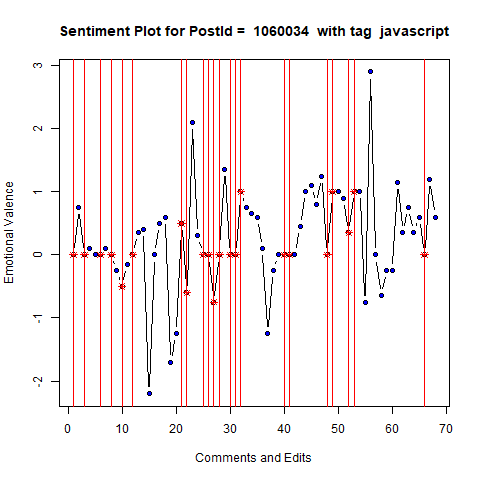 Sentiment Plot for PostId =  1060034  with tag  javascript
Emotional Valence
3
2
1
0
-1
-2
0 10 20 30 40 50 60 70
Comments and Edits